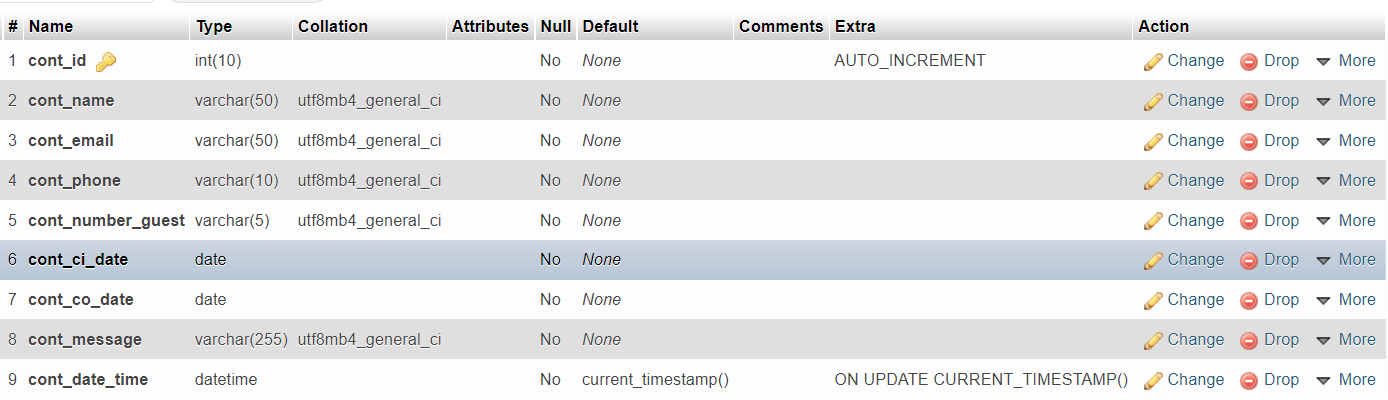 # Name Type Collation Attributes Null Default Comments Extra Action
1 cont_id int(10) No None AUTO_INCREMENT Change Drop More
2 cont_name varchar(50) utf8mb4_general_ci No None Change Drop More
3 cont_email varchar(50) utf8mb4_general_ci No None Change Drop More
4 cont_phone varchar(10) utf8mb4_general_ci No None Change Drop More
5 cont_number_guest varchar(5) utf8mb4_general_ci No None Change Drop More
6 cont_ci_date date No None Change Drop More
7 cont_co_date date No None Change Drop More
8 cont_message varchar(255) utf8mb4_general_ci No None Change Drop More
9 cont_date_time datetime No current_timestamp() ON UPDATE CURRENT_TIMESTAMP() Change Drop More